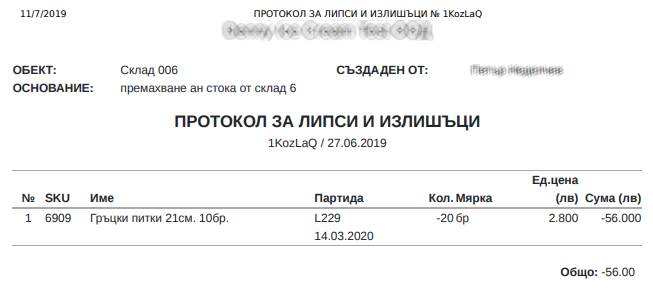 11/7/2019 ПРОТОКОЛ ЗА ЛИПСИ И ИЗЛИШЪЦИ № 1KozLaQ
ОБЕКТ: Склад 006 СЪЗДАДЕН ОТ:
ОСНОВАНИЕ: премахване ан стока от склад 6
ПРОТОКОЛ ЗА ЛИПСИ И ИЗЛИШЪЦИ
1KozLaQ / 27.06.2019
№ SKU Име Партида Кол. Мярка Ед.цена (лв) Сума (лв)
1 6909 Гръцки питки 21см. 10бр. L229 -20 бр 2.800 -56.000
14.03.2020
Общо: -56.00